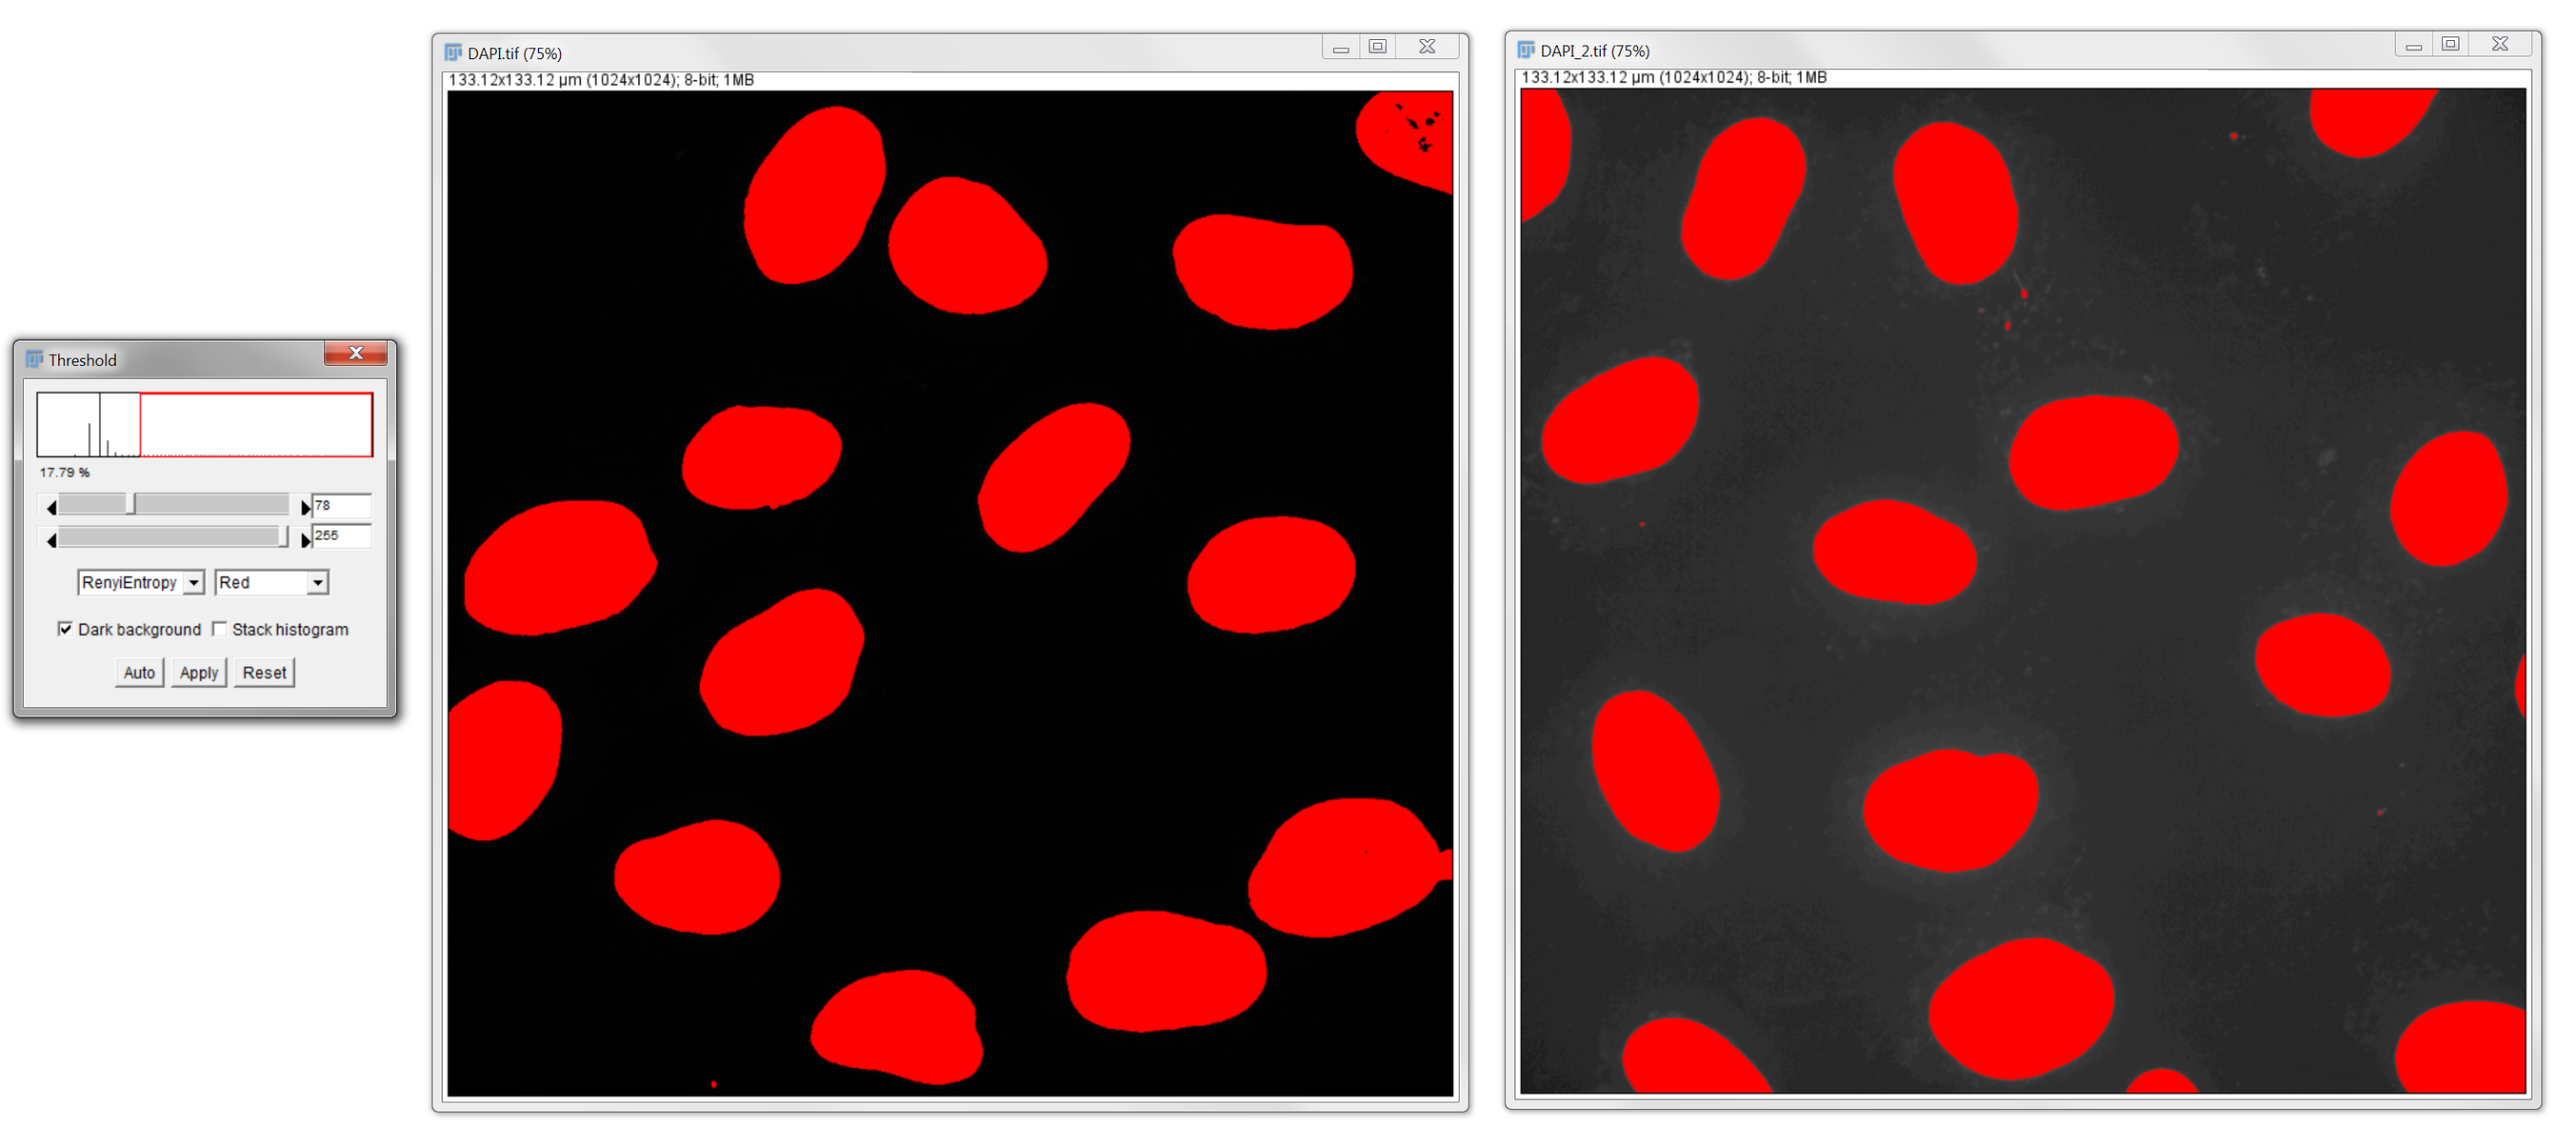 Threshold
17.79 %
78
255
RenyiEntropy Red
Dark background Stack histogram
Auto Apply Reset
DAPI.tif (75%)
133.12x133.12 µm (1024x1024); 8-bit; 1MB
DAPI_2.tif (75%)
133.12x133.12 µm (1024x1024); 8-bit; 1MB